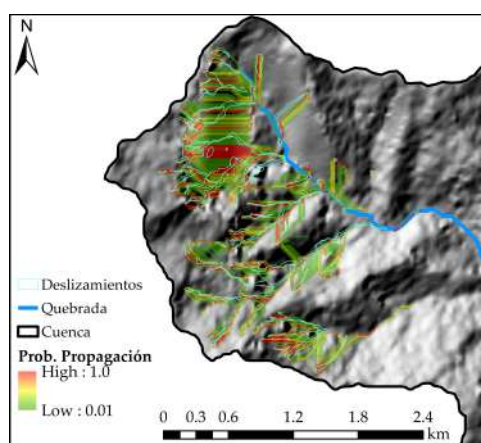 N
Deslizamientos
Quebrada
Cuenca
Prob. Propagación
High : 1.0
Low : 0.01
0 0.3 0.6 1.2 1.8 2.4
km